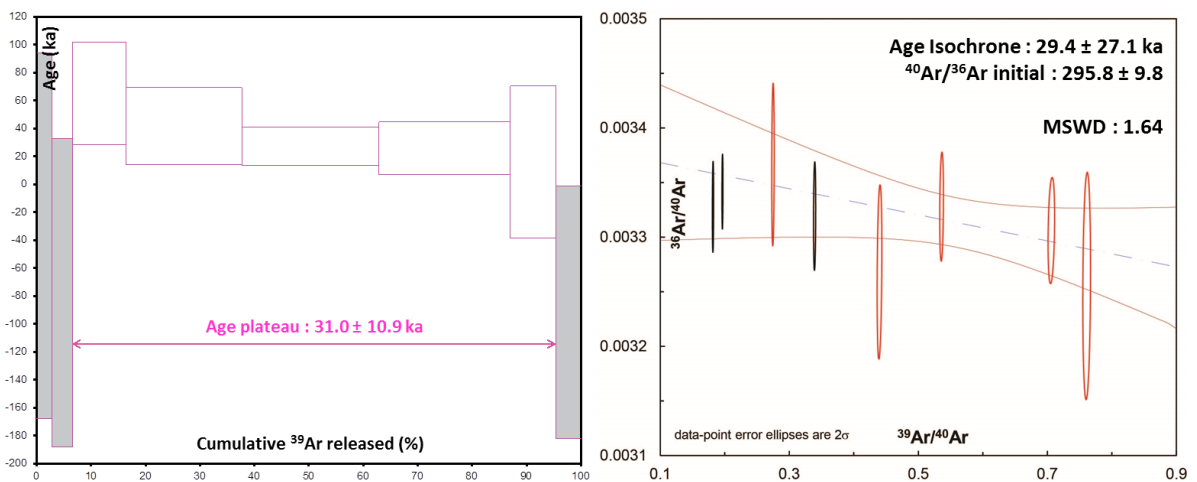 120
100
80
60
40
20
0
-20
-40
-60
-80
-100
-120
-140
-160
-180
-200
Age (ka)
Age plateau : 31.0 ± 10.9 ka
Cumulative ³⁹Ar released (%)
0 10 20 30 40 50 60 70 80 90 100
0.0035
0.0034
0.0033
0.0032
0.0031
³⁶Ar/⁴⁰Ar
Age Isochrone : 29.4 ± 27.1 ka
⁴⁰Ar/³⁶Ar initial : 295.8 ± 9.8
MSWD : 1.64
data-point error ellipses are 2σ
³⁹Ar/⁴⁰Ar
0.1 0.3 0.5 0.7 0.9